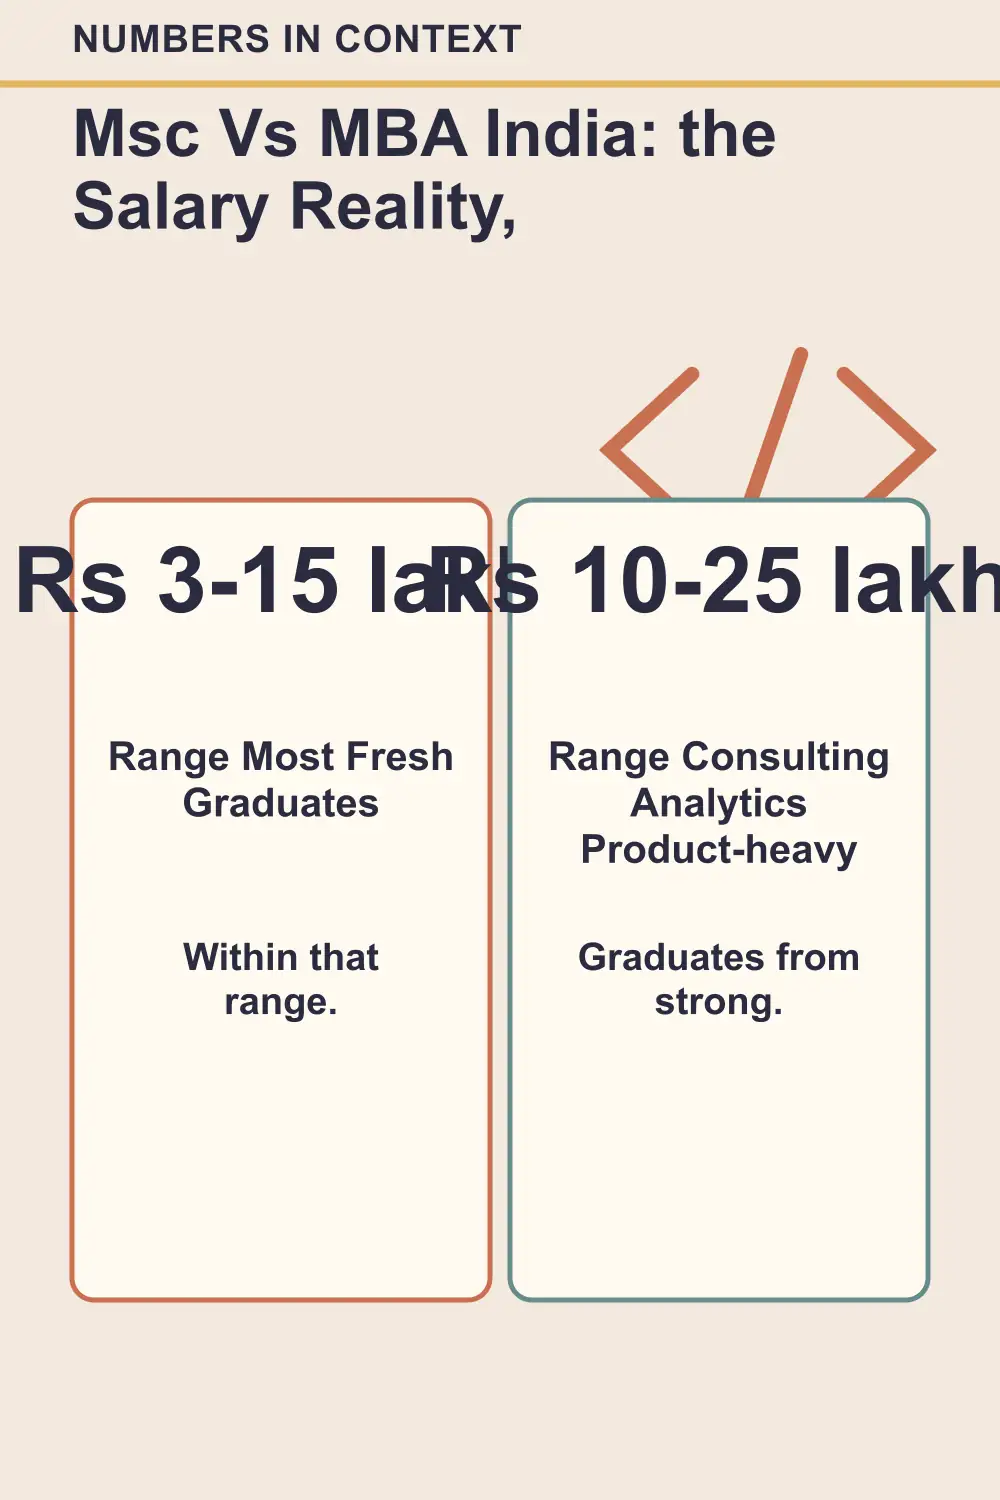 NUMBERS IN CONTEXT
Msc Vs MBA India: the
Salary Reality,
Rs 3-15 lak
Rs 10-25 lakh
Range Most Fresh
Graduates
Within that
range.
Range Consulting
Analytics
Product-heavy
Graduates from
strong.